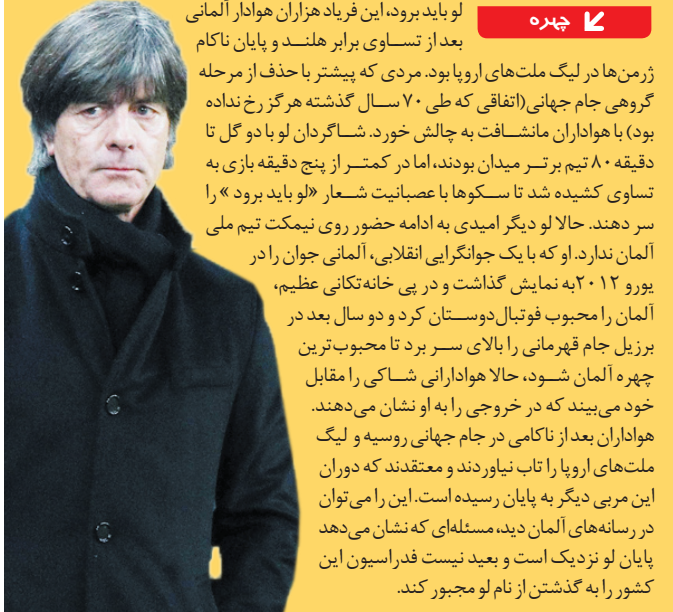 چهره
لو باید برود، این فریاد هزاران هوادار آلمانی
بعد از تساوی برابر هلند و پایان ناکام
ژرمن‌ها در لیگ ملت‌های اروپا بود. مردی که پیشتر با حذف از مرحله
گروهی جام جهانی(اتفاقی که طی ۷۰ سال گذشته هرگز رخ نداده
بود) با هواداران مانشافت به چالش خورد. شاگردان لو با دو گل تا
دقیقه ۸۰ تیم برتر میدان بودند، اما در کمتر از پنج دقیقه بازی به
تساوی کشیده شد تا سکوها با عصبانیت شعار «لو باید برود » را
سر دهند. حالا لو دیگر امیدی به ادامه حضور روی نیمکت تیم ملی
آلمان ندارد. او که با یک جوانگرایی انقلابی، آلمانی جوان را در
یورو ۲۰۱۲به نمایش گذاشت و در پی خانه‌تکانی عظیم،
آلمان را محبوب فوتبال‌دوستان کرد و دو سال بعد در
برزیل جام قهرمانی را بالای سر برد تا محبوب‌ترین
چهره آلمان شود، حالا هوادارانی شاکی را مقابل
خود می‌بیند که در خروجی را به او نشان می‌دهند.
هواداران بعد از ناکامی در جام جهانی روسیه و لیگ
ملت‌های اروپا را تاب نیاوردند و معتقدند که دوران
این مربی دیگر به پایان رسیده است. این را می‌توان
در رسانه‌های آلمان دید، مسئله‌ای که نشان می‌دهد
پایان لو نزدیک است و بعید نیست فدراسیون این
کشور را به گذشتن از نام لو مجبور کند.